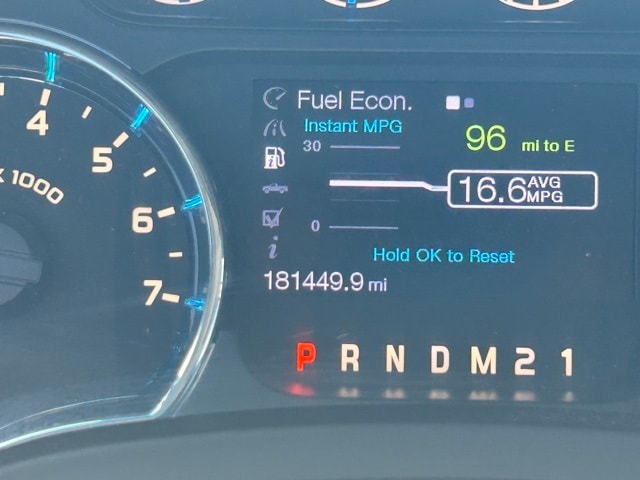 Fuel Econ.
Instant MPG
30
96 mi to E
16.6 AVG MPG
0
Hold OK to Reset
181449.9 mi
P R N D M 2 1
4
5
6
7
x 1000